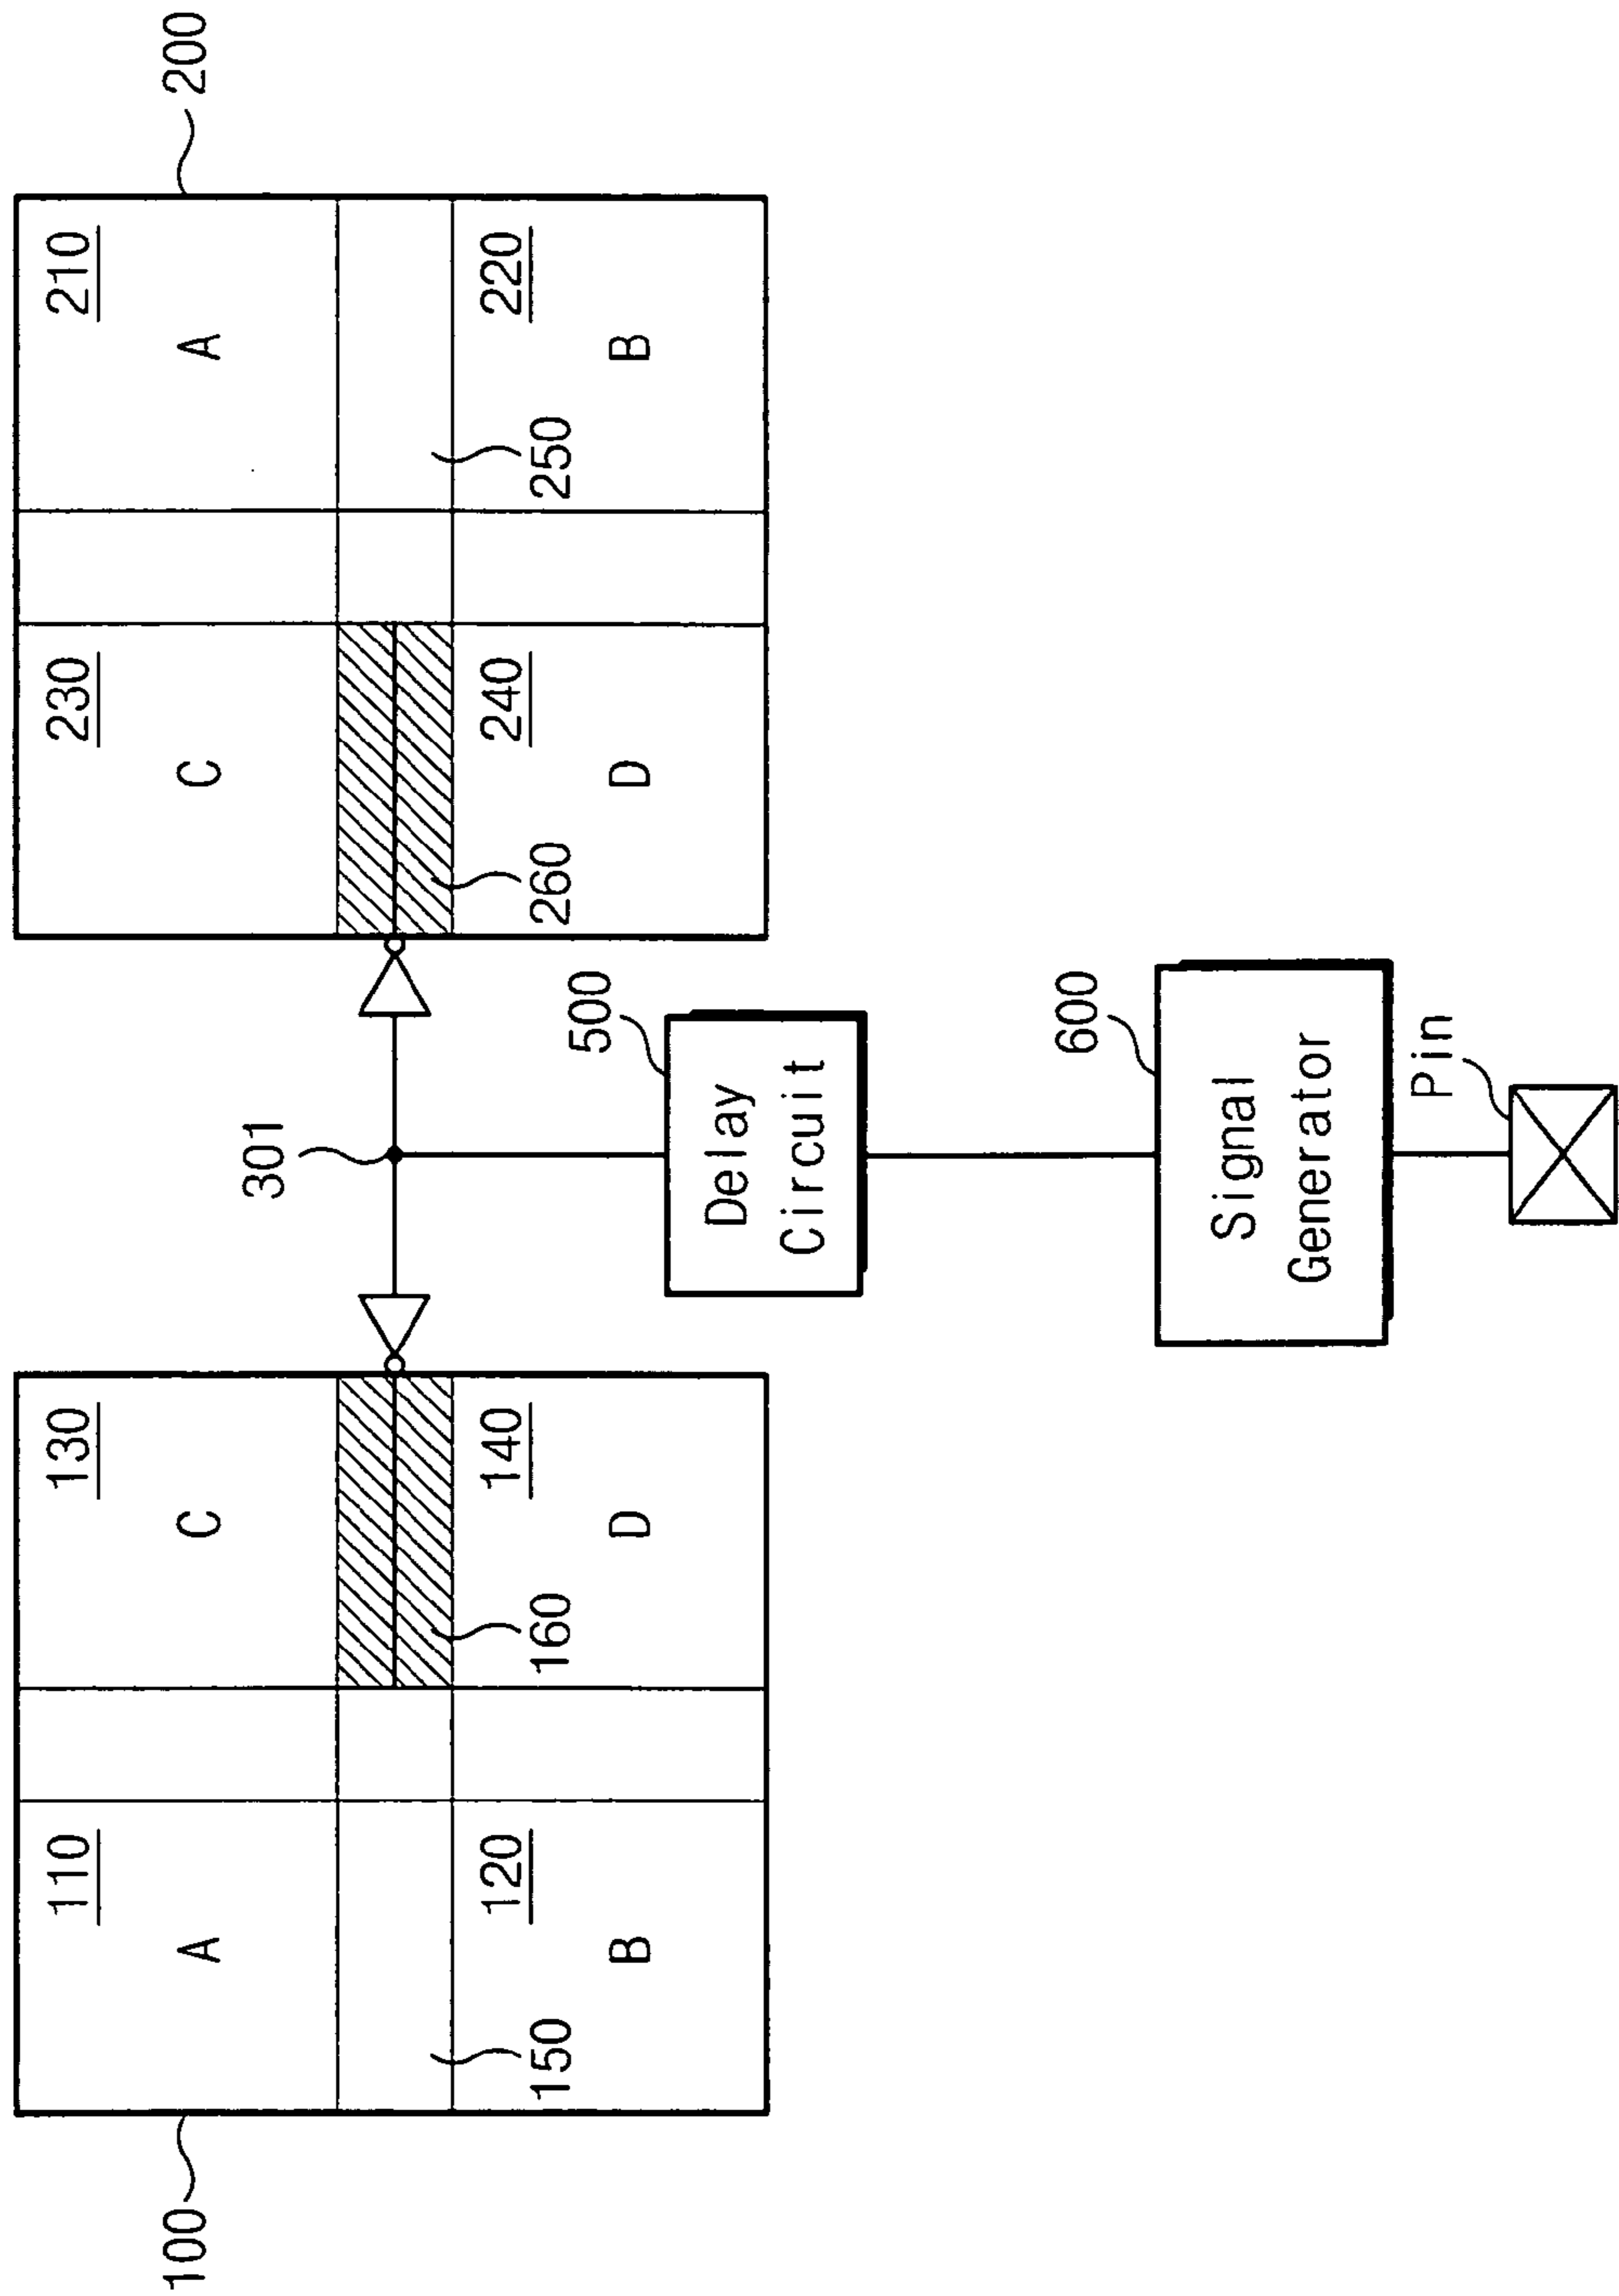 110
130
230
210
100
A
C
C
A
200
301
120
140
240
220
150
160
260
250
500
B
D
D
B
Delay
Circuit
600
Signal
Generator
Pin